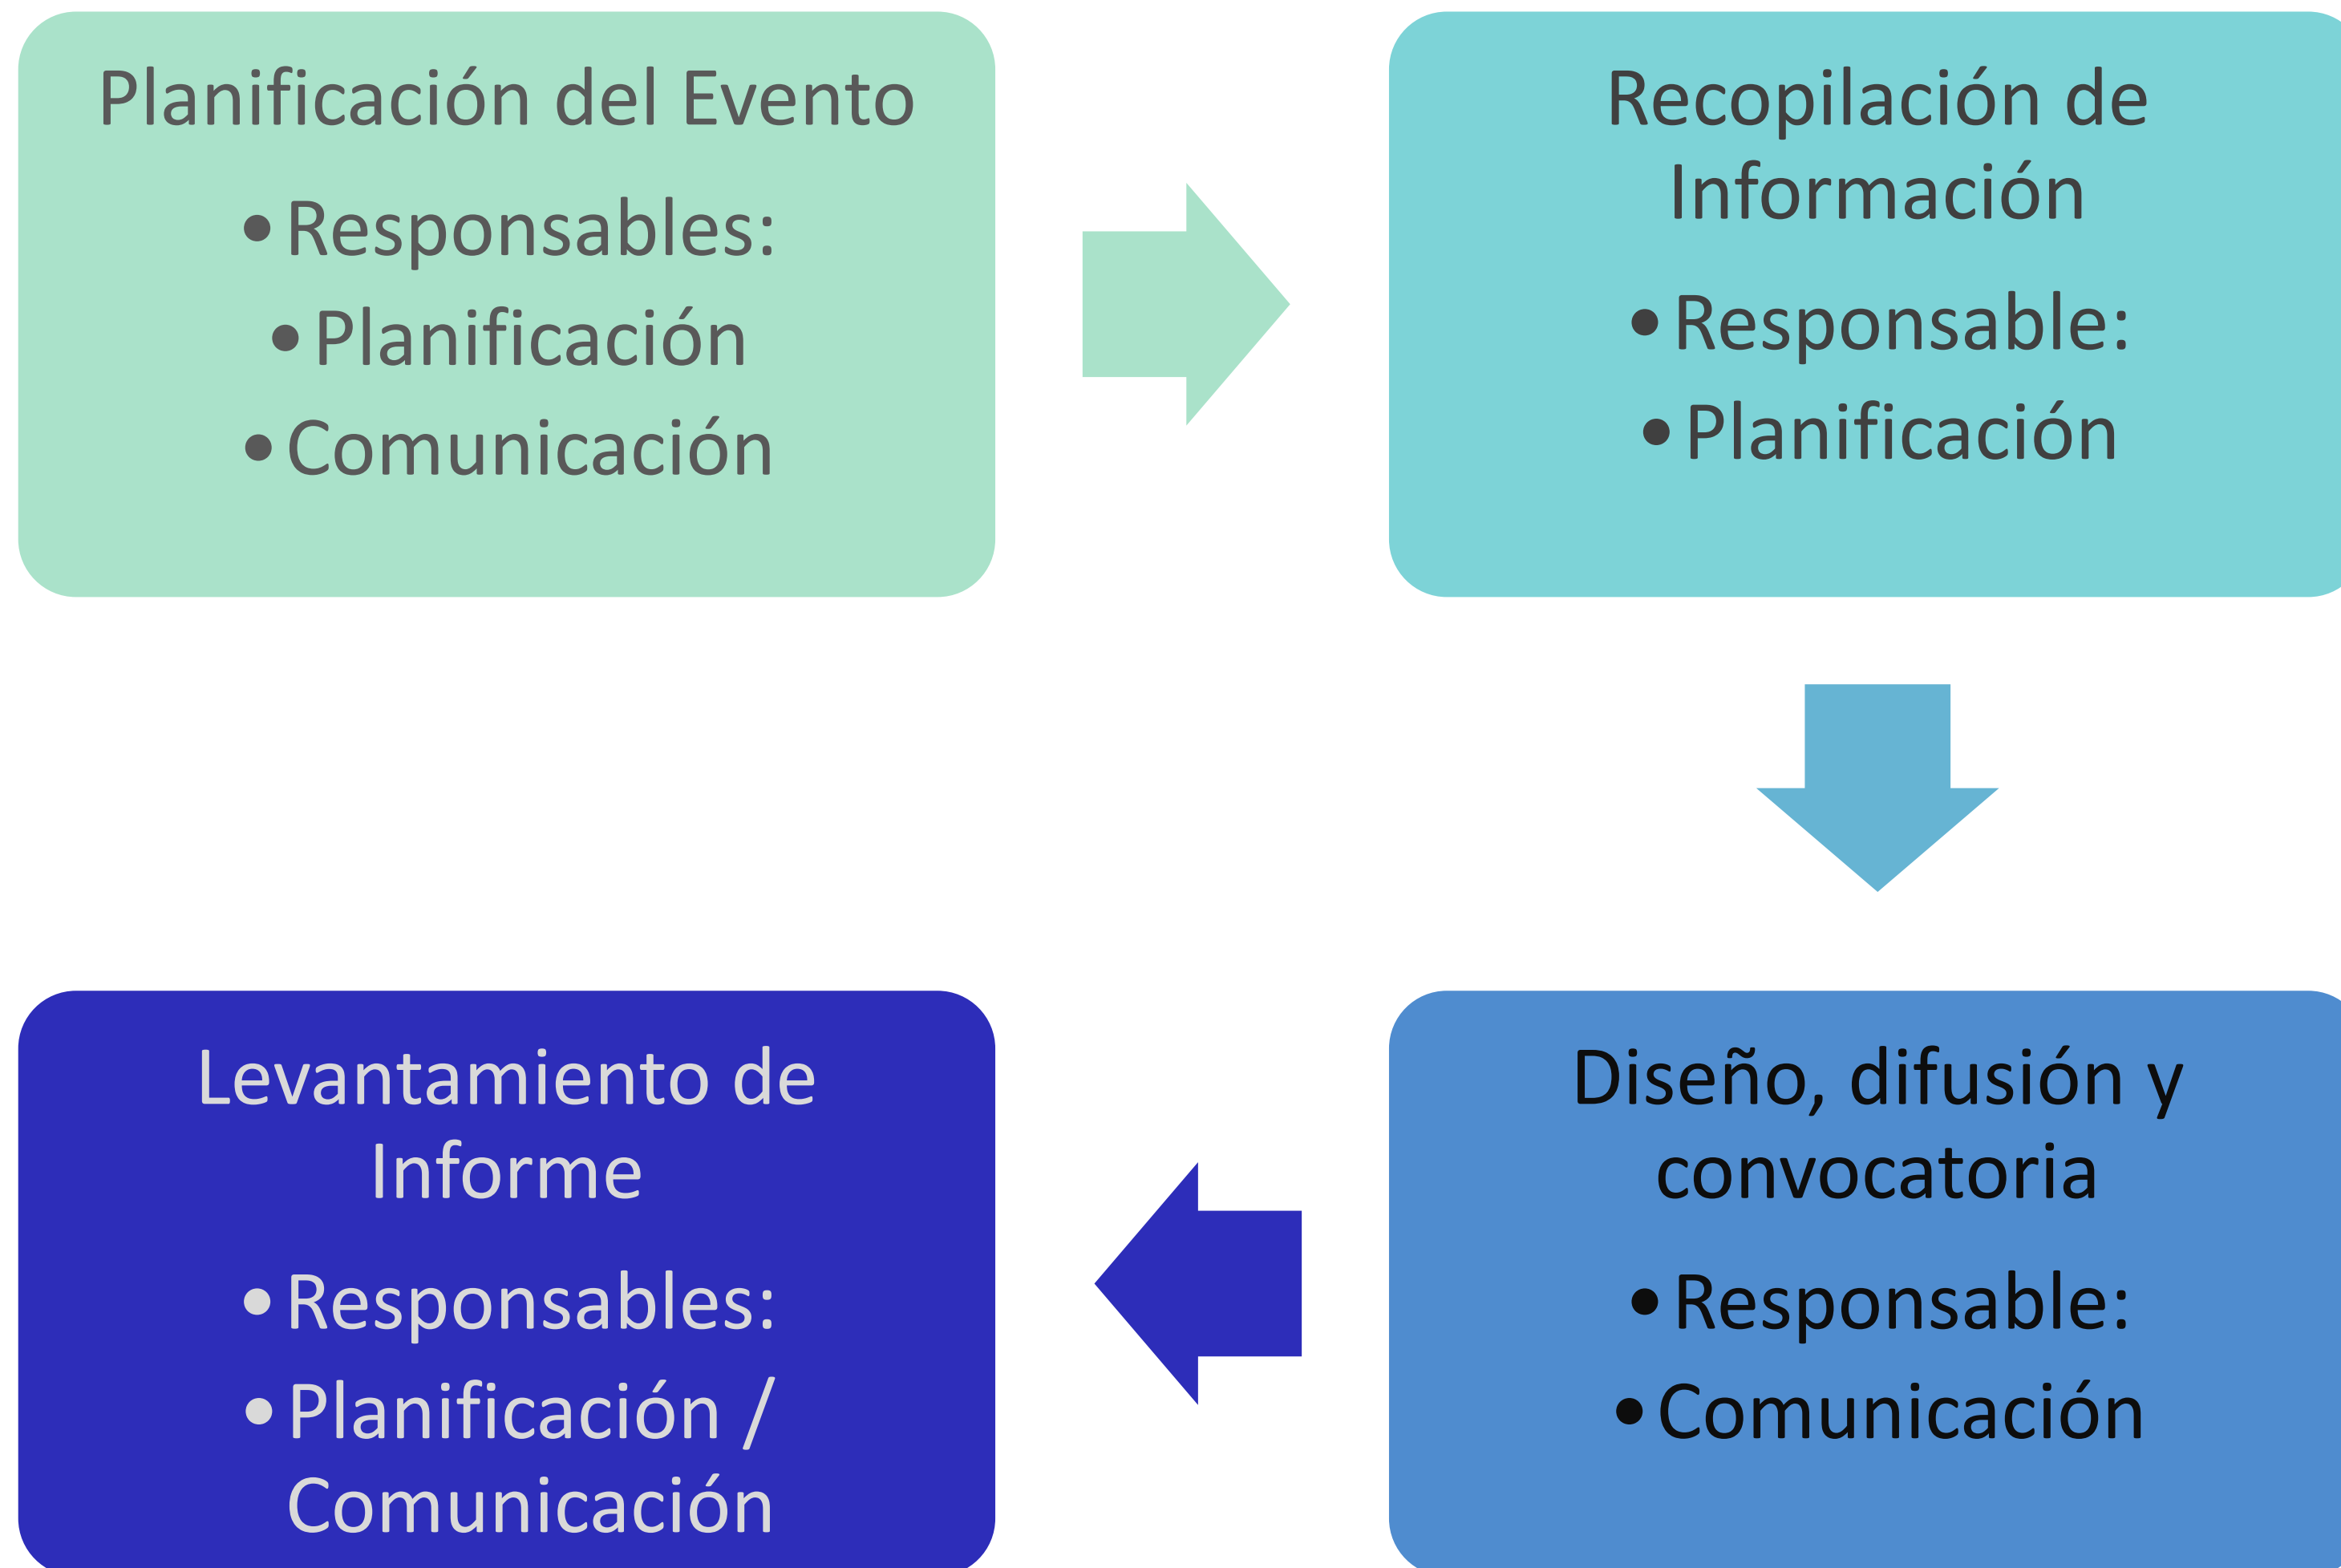 Planificación del Evento
•Responsables:
•Planificación
•Comunicación
Recopilación de
Información
•Responsable:
•Planificación
Diseño, difusión y
convocatoria
•Responsable:
•Comunicación
Levantamiento de
Informe
•Responsables:
•Planificación /
Comunicación